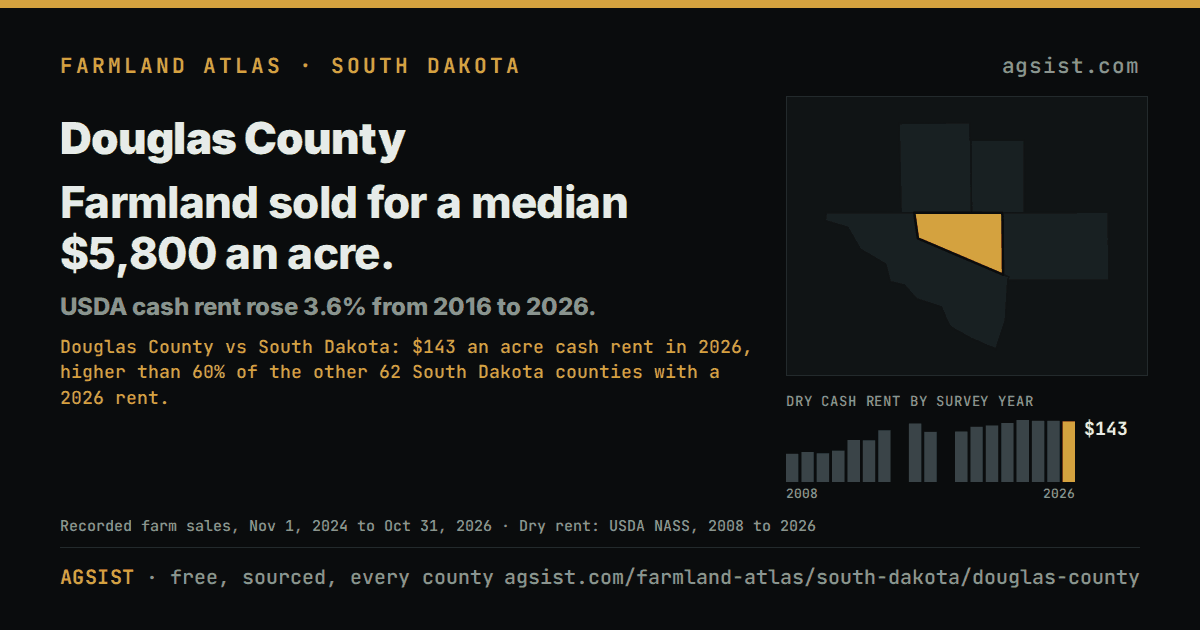 FARMLAND ATLAS · SOUTH DAKOTA
agsist.com
Douglas County
Farmland sold for a median
$5,800 an acre.
USDA cash rent rose 3.6% from 2016 to 2026.
Douglas County vs South Dakota: $143 an acre cash rent in 2026,
higher than 60% of the other 62 South Dakota counties with a
2026 rent.
DRY CASH RENT BY SURVEY YEAR
$143
2008
2026
Recorded farm sales, Nov 1, 2024 to Oct 31, 2026 · Dry rent: USDA NASS, 2008 to 2026
AGSIST · free, sourced, every county
agsist.com/farmland-atlas/south-dakota/douglas-county